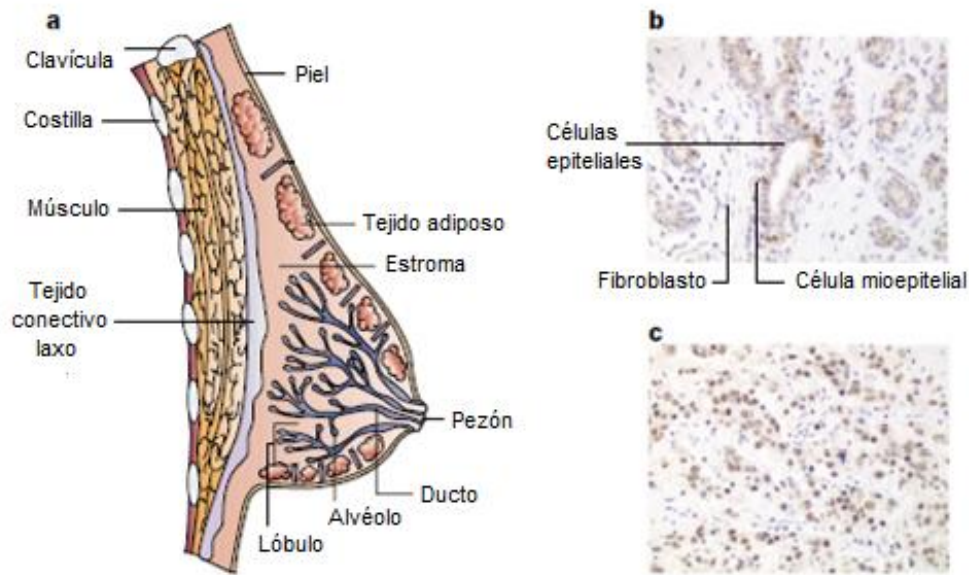 a
Clavícula
Piel
Costilla
Músculo
Tejido adiposo
Estroma
Tejido
conectivo
laxo
Pezón
Ducto
Alvéolo
Lóbulo
b
Células
epiteliales
Fibroblasto
Célula mioepitelial
c